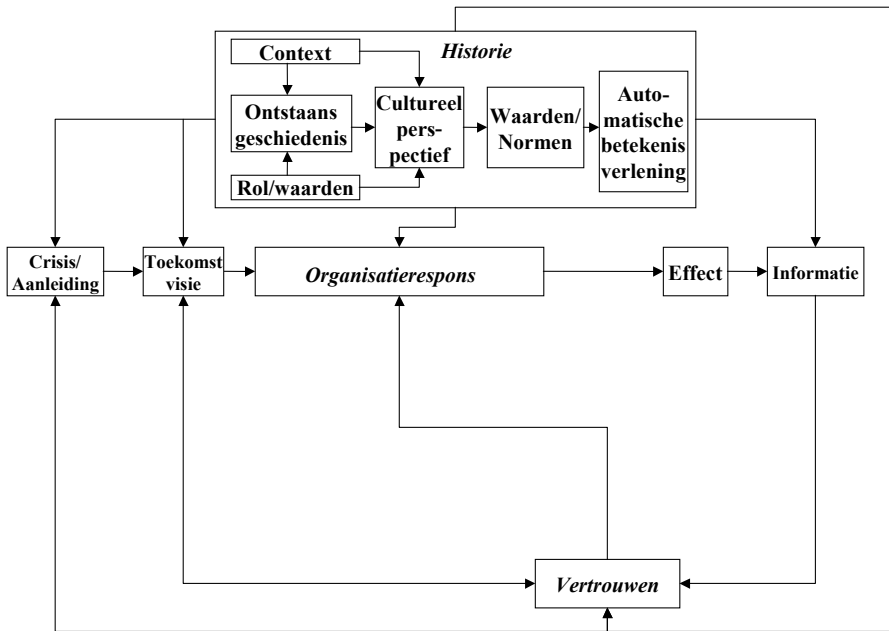 Historie
Context
Ontstaans
geschiedenis
Rol/waarden
Cultureel
pers-
pectief
Waarden/
Normen
Auto-
matische
betekenis
verlening
Crisis/
Aanleiding
Toekomst
visie
Organisatierespons
Effect
Informatie
Vertrouwen